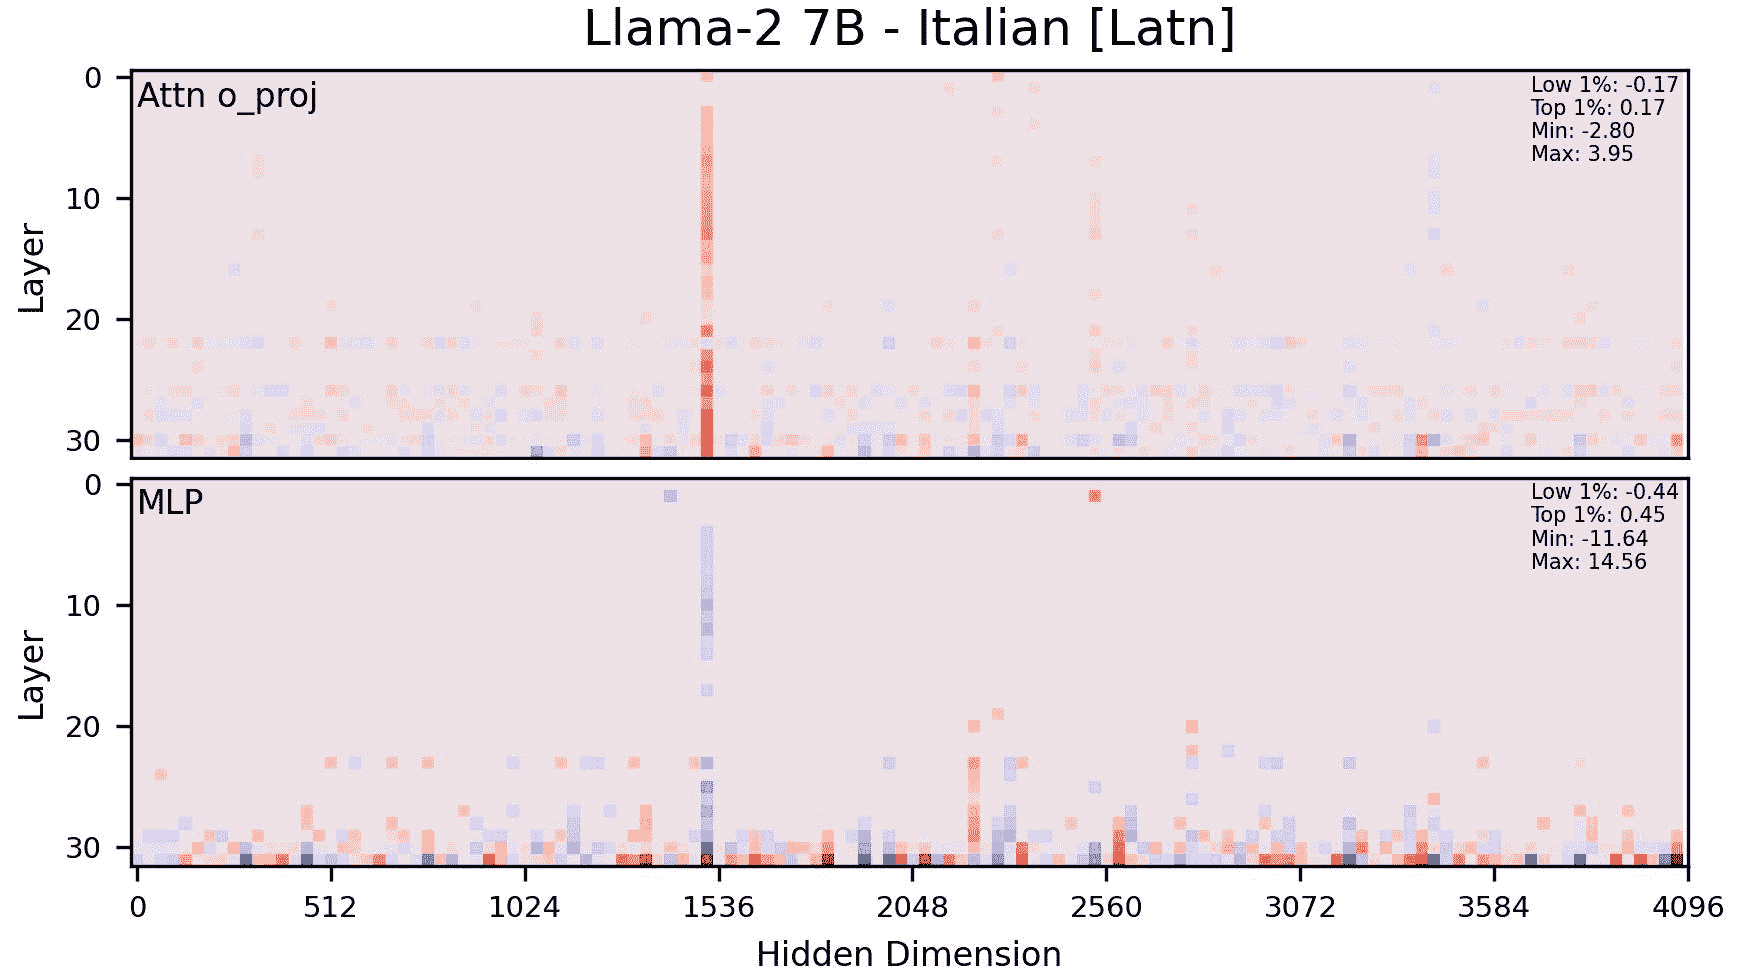 Llama-2 7B - Italian [Latn]
Attn o_proj
Low 1%: -0.17
Top 1%: 0.17
Min: -2.80
Max: 3.95
0
10
20
30
Layer
MLP
Low 1%: -0.44
Top 1%: 0.45
Min: -11.64
Max: 14.56
0
10
20
30
Layer
0 512 1024 1536 2048 2560 3072 3584 4096
Hidden Dimension